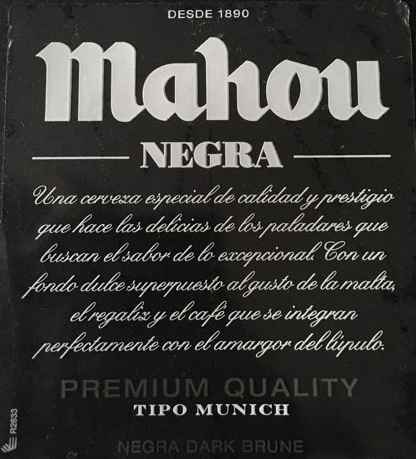 DESDE 1890
Mahou
NEGRA
Una cerveza especial de calidad y prestigio
que hace las delicias de los paladares que
buscan el sabor de lo excepcional. Con un
fondo dulce superpuesto al gusto de la malta,
el regaliz y el café que se integran
perfectamente con el amargor del lúpulo.
PREMIUM QUALITY
TIPO MUNICH
NEGRA DARK BRUNE
R2633